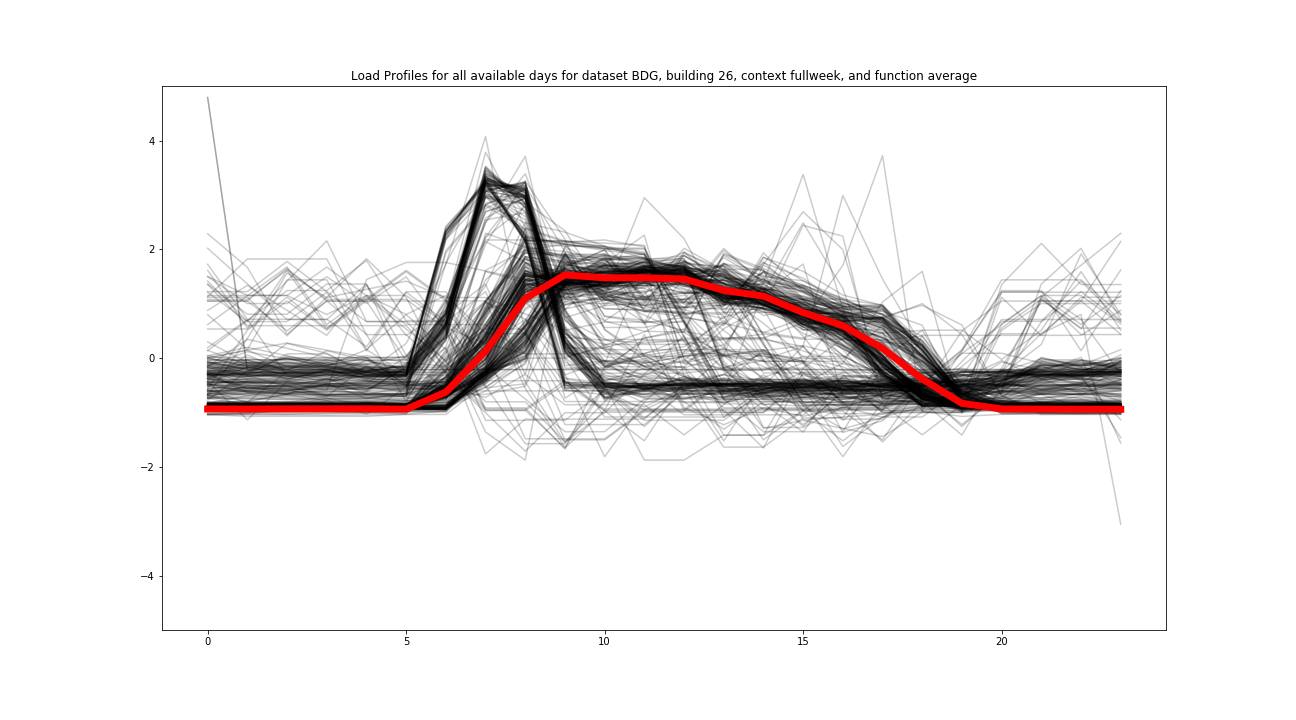 Load Profiles for all available days for dataset BDG, building 26, context fullweek, and function average
4
2
0
−2
−4
0 5 10 15 20